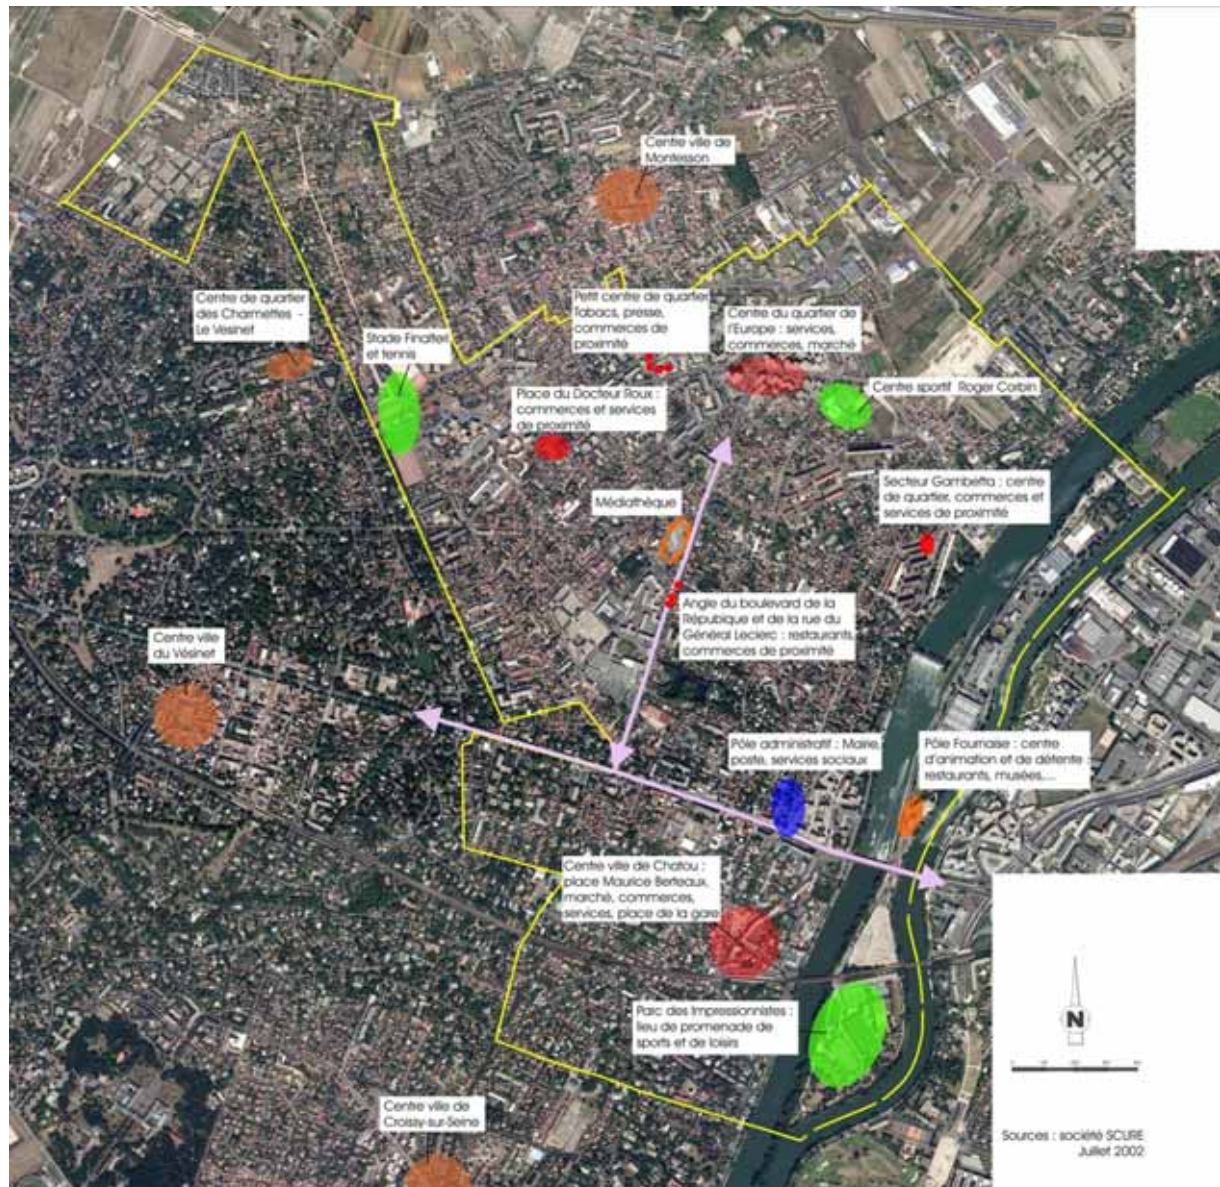 Centre ville de
Montesson
Centre de quartier
des Charmettes -
Le Vésinet
Stade Finalteri
et tennis
Petit centre de quartier
Tabacs, presse,
commerces de
proximité
Centre du quartier de
l'Europe : services,
commerces, marché
Centre sportif Roger Corbin
Place du Docteur Roux :
commerces et services
de proximité
Secteur Gambetta : centre
de quartier, commerces et
services de proximité
Médiathèque
Angle du boulevard de la
Répubique et de la rue du
Général Leclerc : restaurants,
commerces de proximité
Centre ville
du Vésinet
Pôle administratif : Mairie,
poste, services sociaux
Pôle Fournaise : centre
d'animation et de détente :
restaurants, musées,...
Centre ville de Chatou :
place Maurice Berteaux,
marché, commerces,
services, place de la gare
Parc des Impressionnistes :
lieu de promenade de
sports et de loisirs
N
Centre ville de
Croissy-sur-Seine
Sources : société SCURE
Juillet 2002